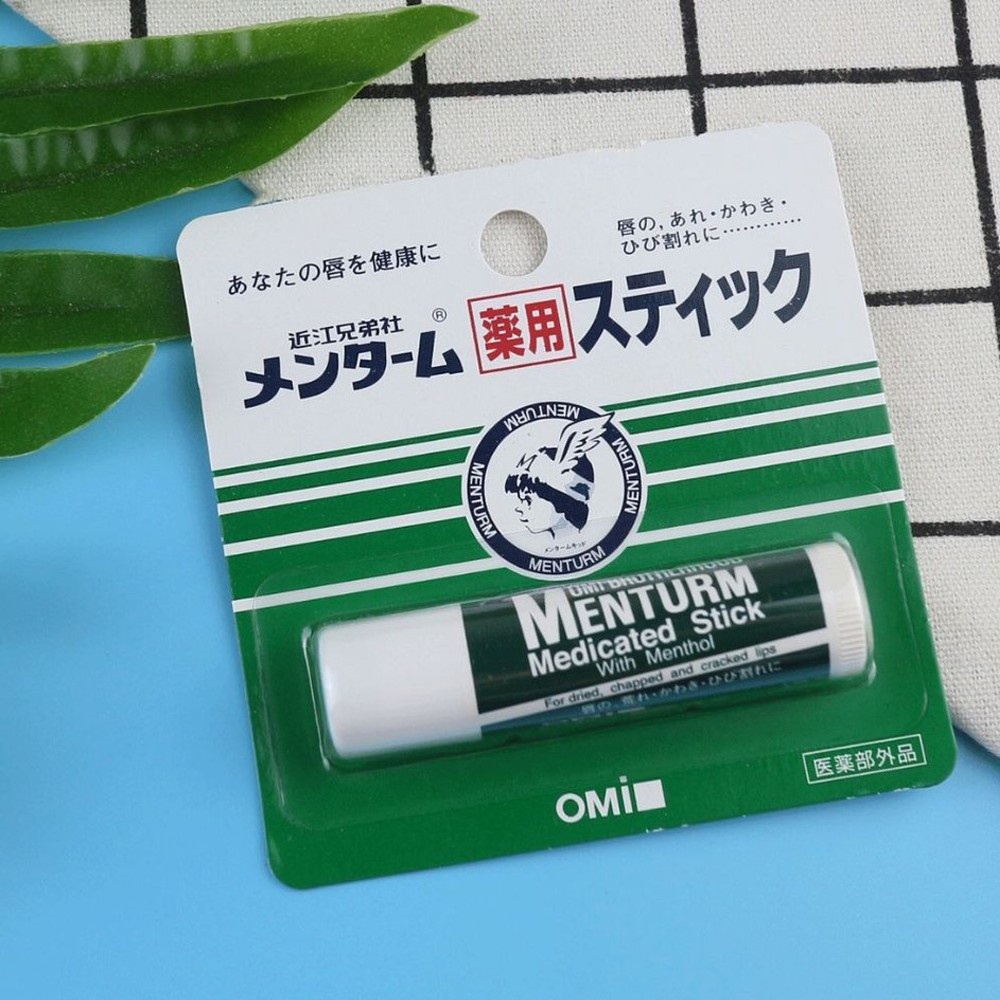 あなたの唇を健康に
唇の,あれ・かわき・
ひび割れに…………
近江兄弟社
メンターム®
薬用スティック
MENTURM
MENTURM
MENTURM
MENTURM
メンタームキッド
OMI BROTHERHOOD
MENTURM
Medicated Stick
With Menthol
For dried, chapped and cracked lips
唇の 荒れ・かわき・ひび割れに
OMi
医薬部外品